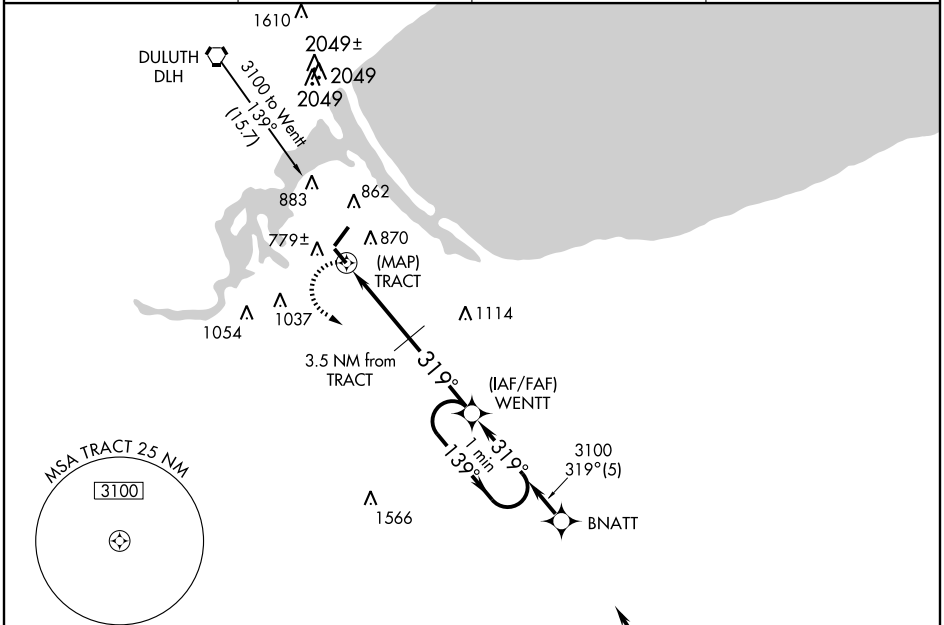 1610
2049±
2049
2049
DULUTH
DLH
3100 to Wentt
139°
(15.7)
883
862
779±
870
(MAP)
TRACT
1054
1037
1114
3.5 NM from
TRACT
319°
(IAF/FAF)
WENTT
1 min
139°
319°
3100
319°(5)
BNATT
1566
MSA TRACT 25 NM
3100